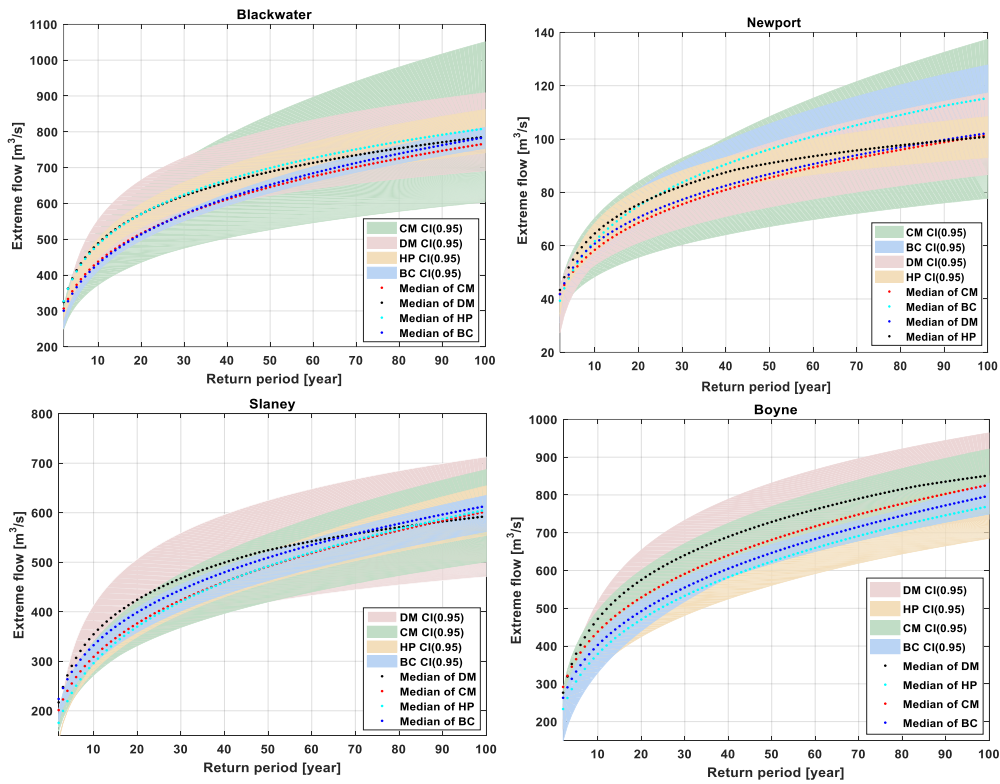 Blackwater
1100
1000
900
800
700
600
500
400
300
200
Extreme flow [m³/s]
CM CI(0.95)
DM CI(0.95)
HP CI(0.95)
BC CI(0.95)
Median of CM
Median of DM
Median of HP
Median of BC
10 20 30 40 50 60 70 80 90 100
Return period [year]
Newport
140
120
100
80
60
40
20
Extreme flow [m³/s]
CM CI(0.95)
BC CI(0.95)
DM CI(0.95)
HP CI(0.95)
Median of CM
Median of BC
Median of DM
Median of HP
10 20 30 40 50 60 70 80 90 100
Return period [year]
Slaney
800
700
600
500
400
300
200
Extreme flow [m³/s]
DM CI(0.95)
CM CI(0.95)
HP CI(0.95)
BC CI(0.95)
Median of DM
Median of CM
Median of HP
Median of BC
10 20 30 40 50 60 70 80 90 100
Return period [year]
Boyne
1000
900
800
700
600
500
400
300
200
Extreme flow [m³/s]
DM CI(0.95)
HP CI(0.95)
CM CI(0.95)
BC CI(0.95)
Median of DM
Median of HP
Median of CM
Median of BC
10 20 30 40 50 60 70 80 90 100
Return period [year]